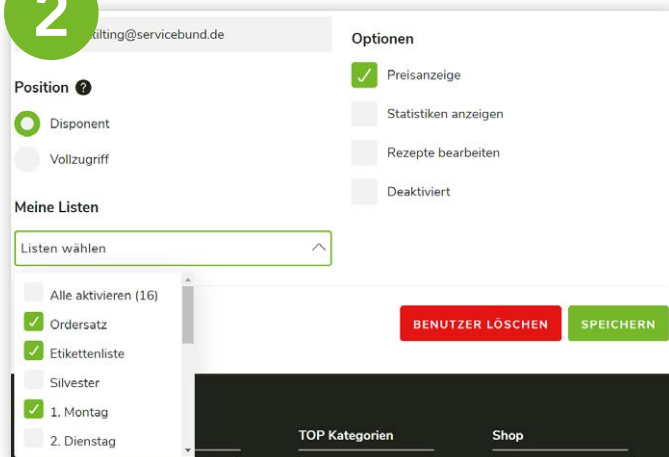 2
tilting@servicebund.de
Position ?
Disponent
Vollzugriff
Meine Listen
Listen wählen
Alle aktivieren (16)
Ordersatz
Etikettenliste
Silvester
1. Montag
2. Dienstag
Optionen
Preisanzeige
Statistiken anzeigen
Rezepte bearbeiten
Deaktiviert
BENUTZER LÖSCHEN
SPEICHERN
TOP Kategorien
Shop